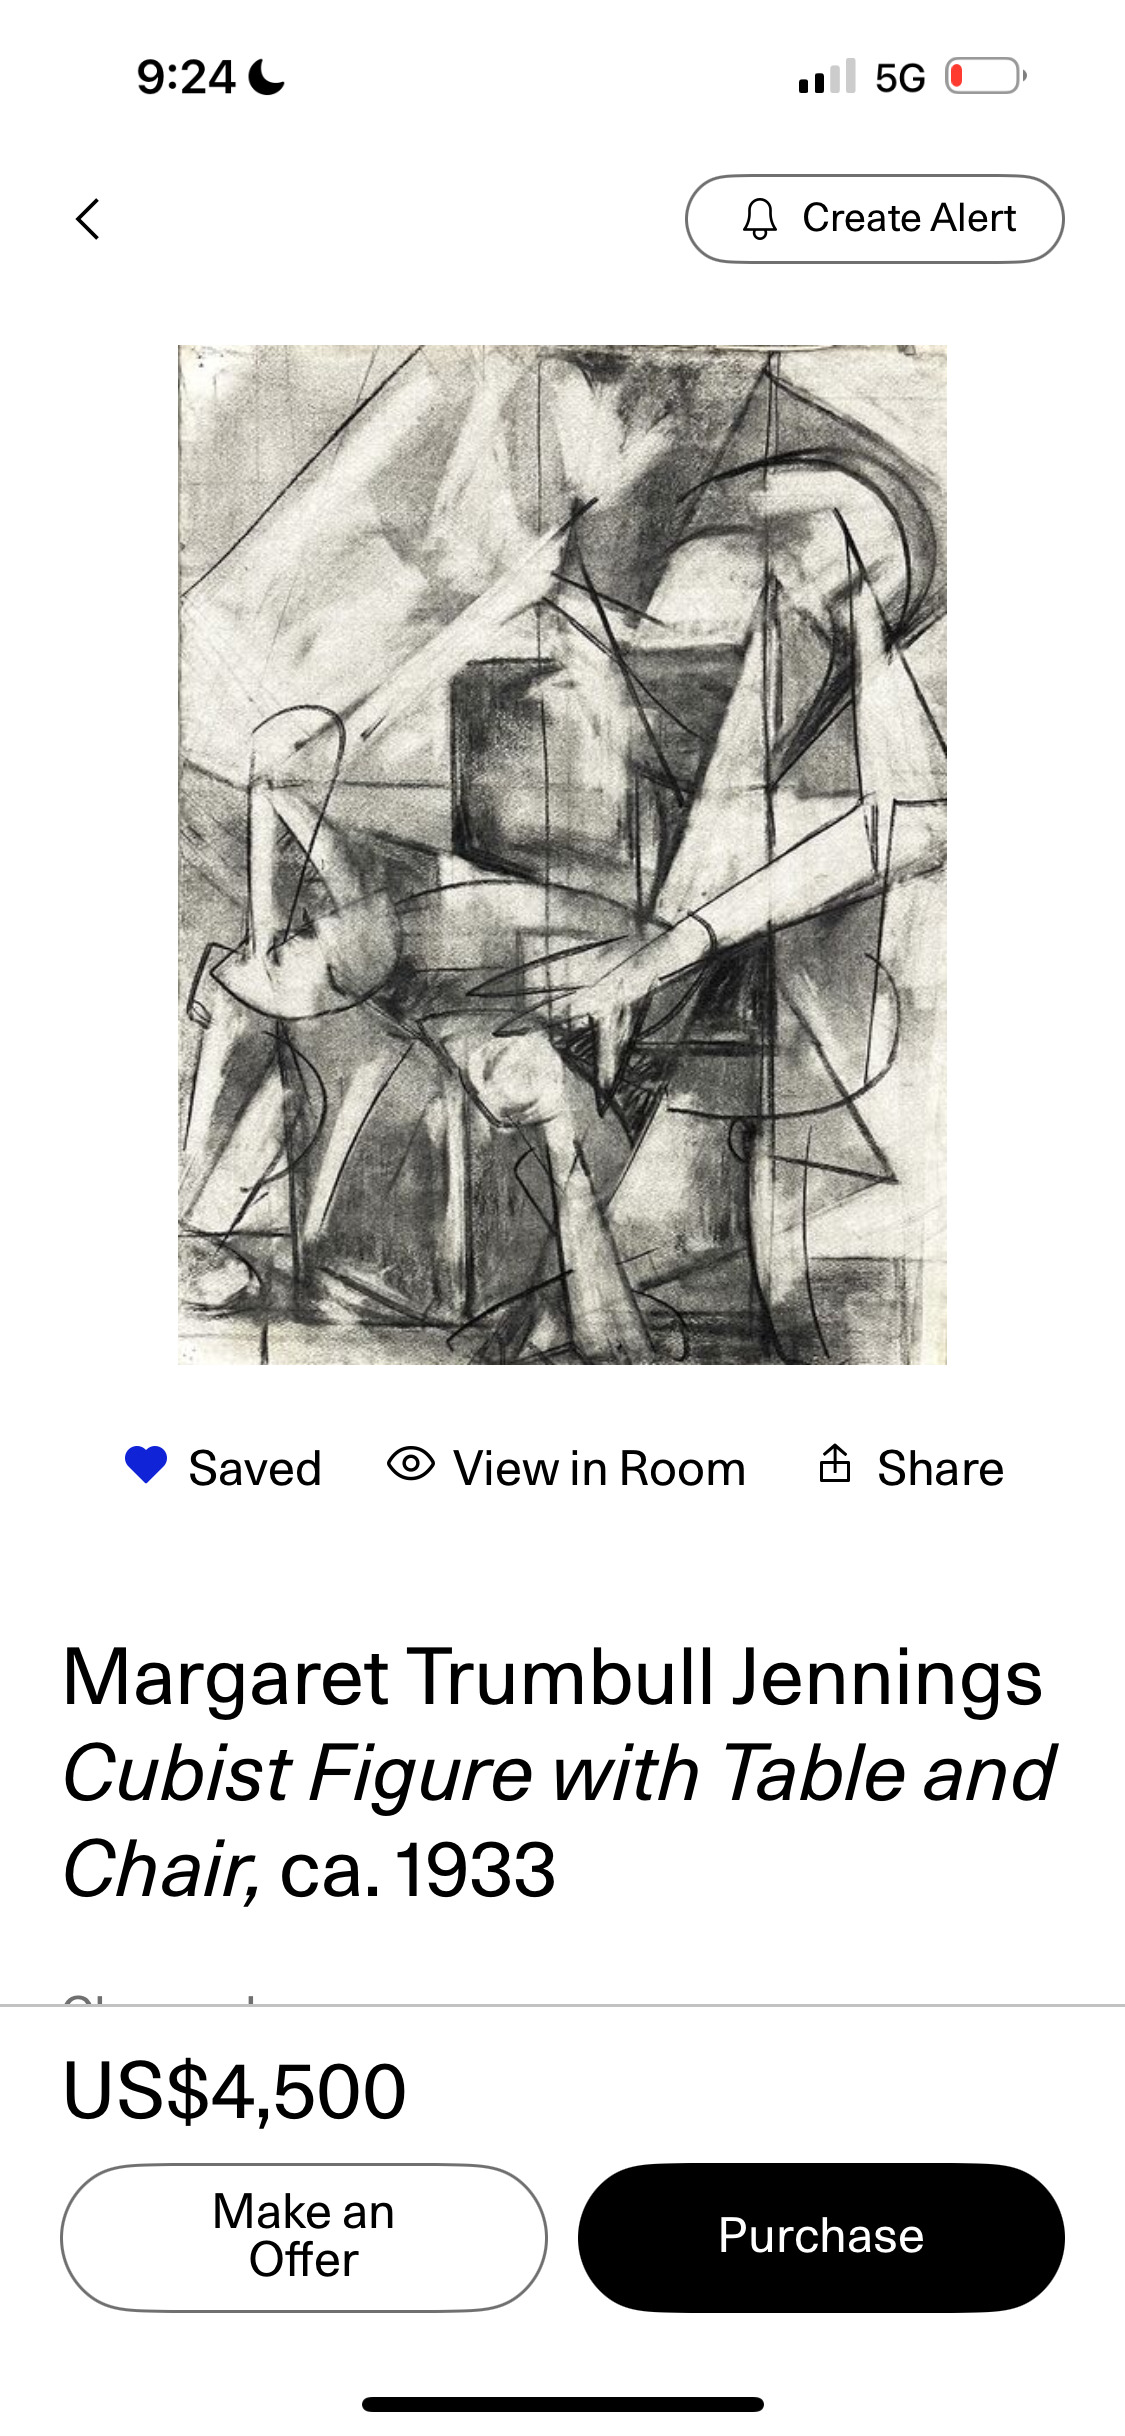 9:24
5G
Create Alert
Saved
View in Room
Share
Margaret Trumbull Jennings
Cubist Figure with Table and
Chair, ca. 1933
US$4,500
Make an
Offer
Purchase